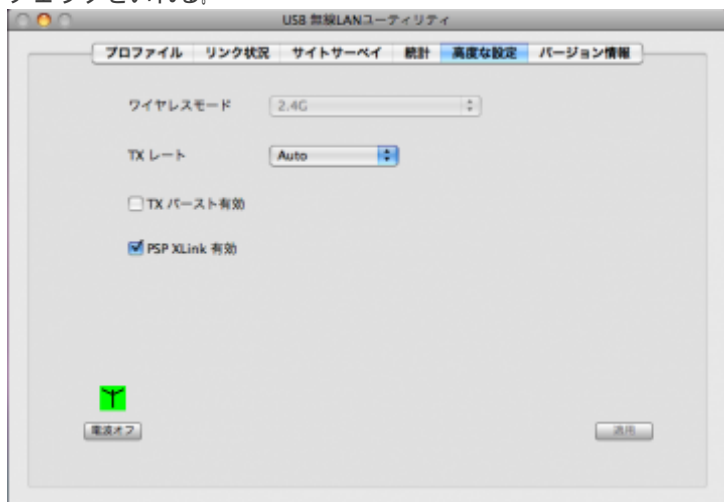 チェックをいれる。
USB 無線LANユーティリティ
プロファイル リンク状況 サイトサーベイ 統計 高度な設定 バージョン情報
ワイヤレスモード 2.4G
TX レート Auto
TX バースト有効
PSP XLink 有効
電波オフ 適用